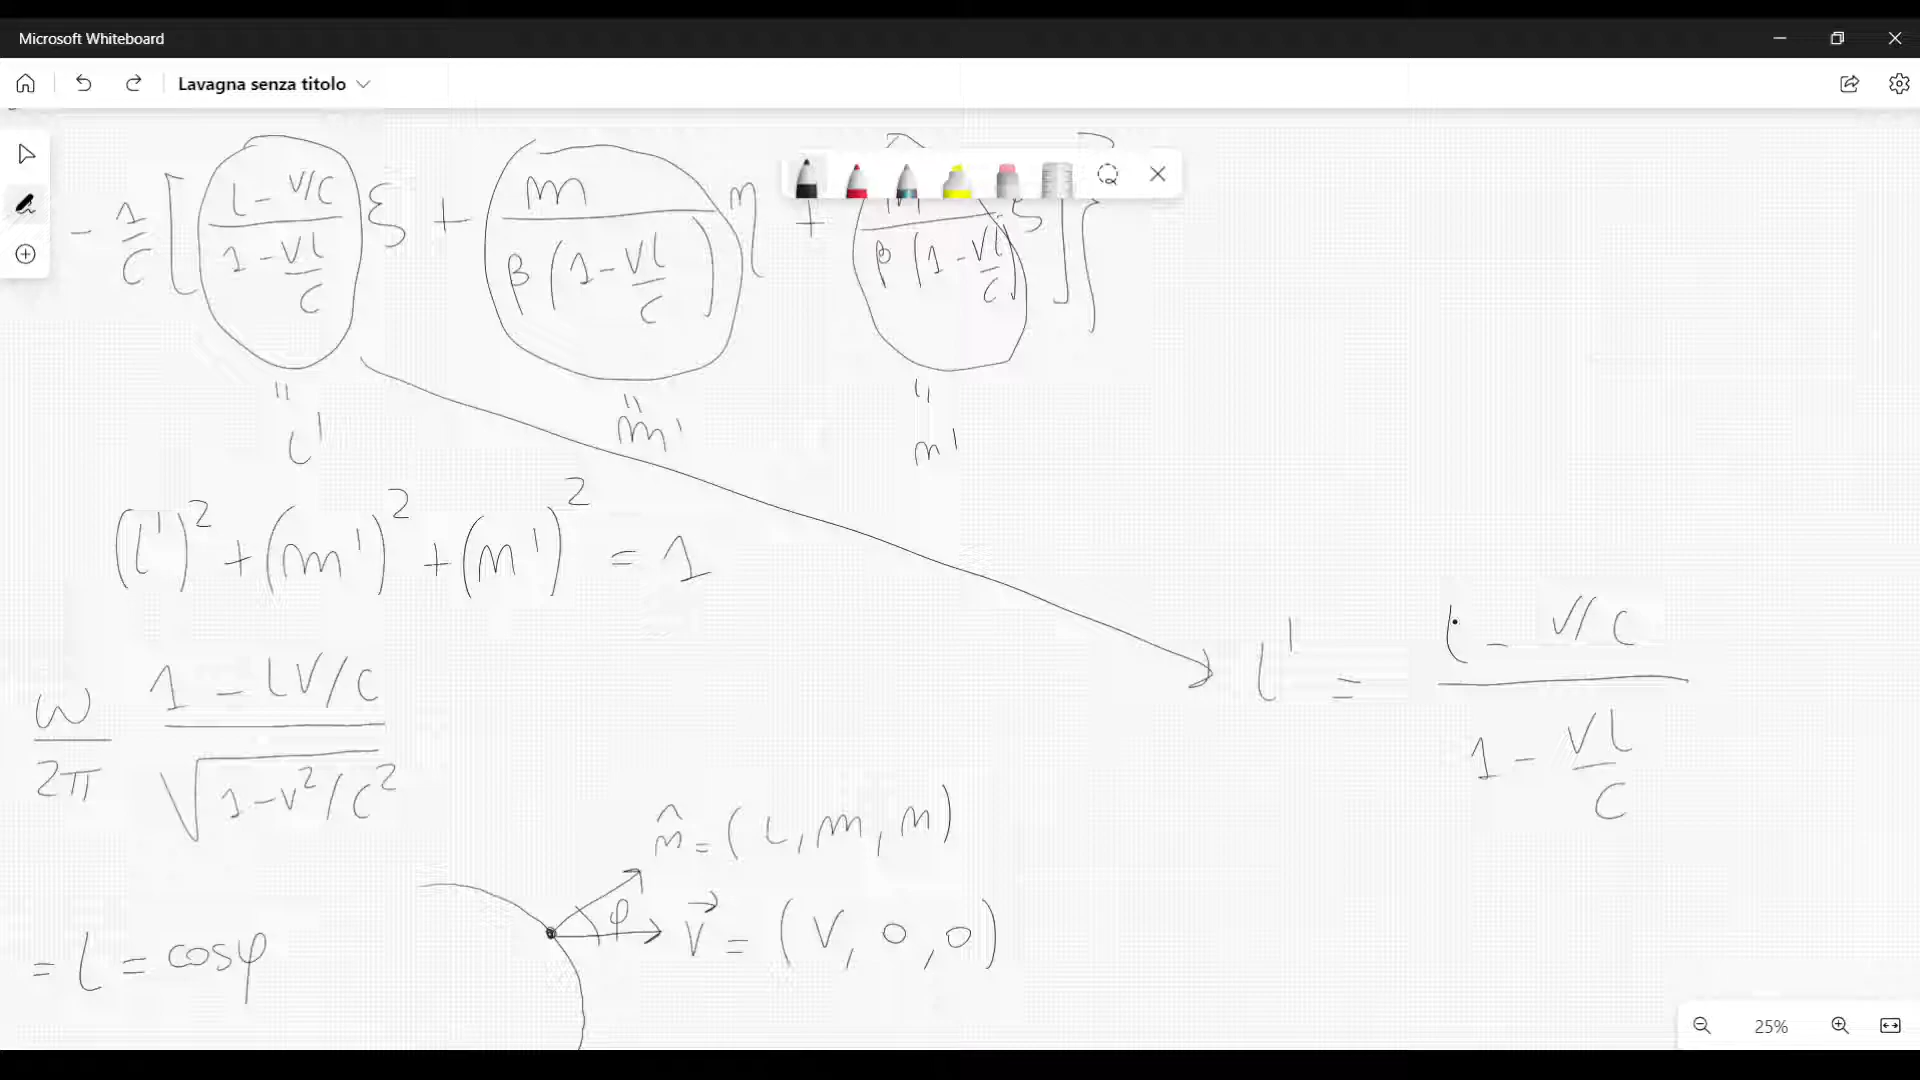 Microsoft Whiteboard
Lavagna senza titolo
- 1/C [ (l - V/C)/(1 - Vl/C) ξ + m/(β(1 - Vl/C)) η + n/(β(1 - Vl/C)) ζ ] }
" " "
l' m' n'
(l')² + (m')² + (n')² = 1
ω/2π (1 - lV/C)/√(1 - v²/C²)
l' = (l - V/C)/(1 - Vl/C)
n̂ = (l, m, n)
φ
V⃗ = (V, 0, 0)
= l = cosφ
25%